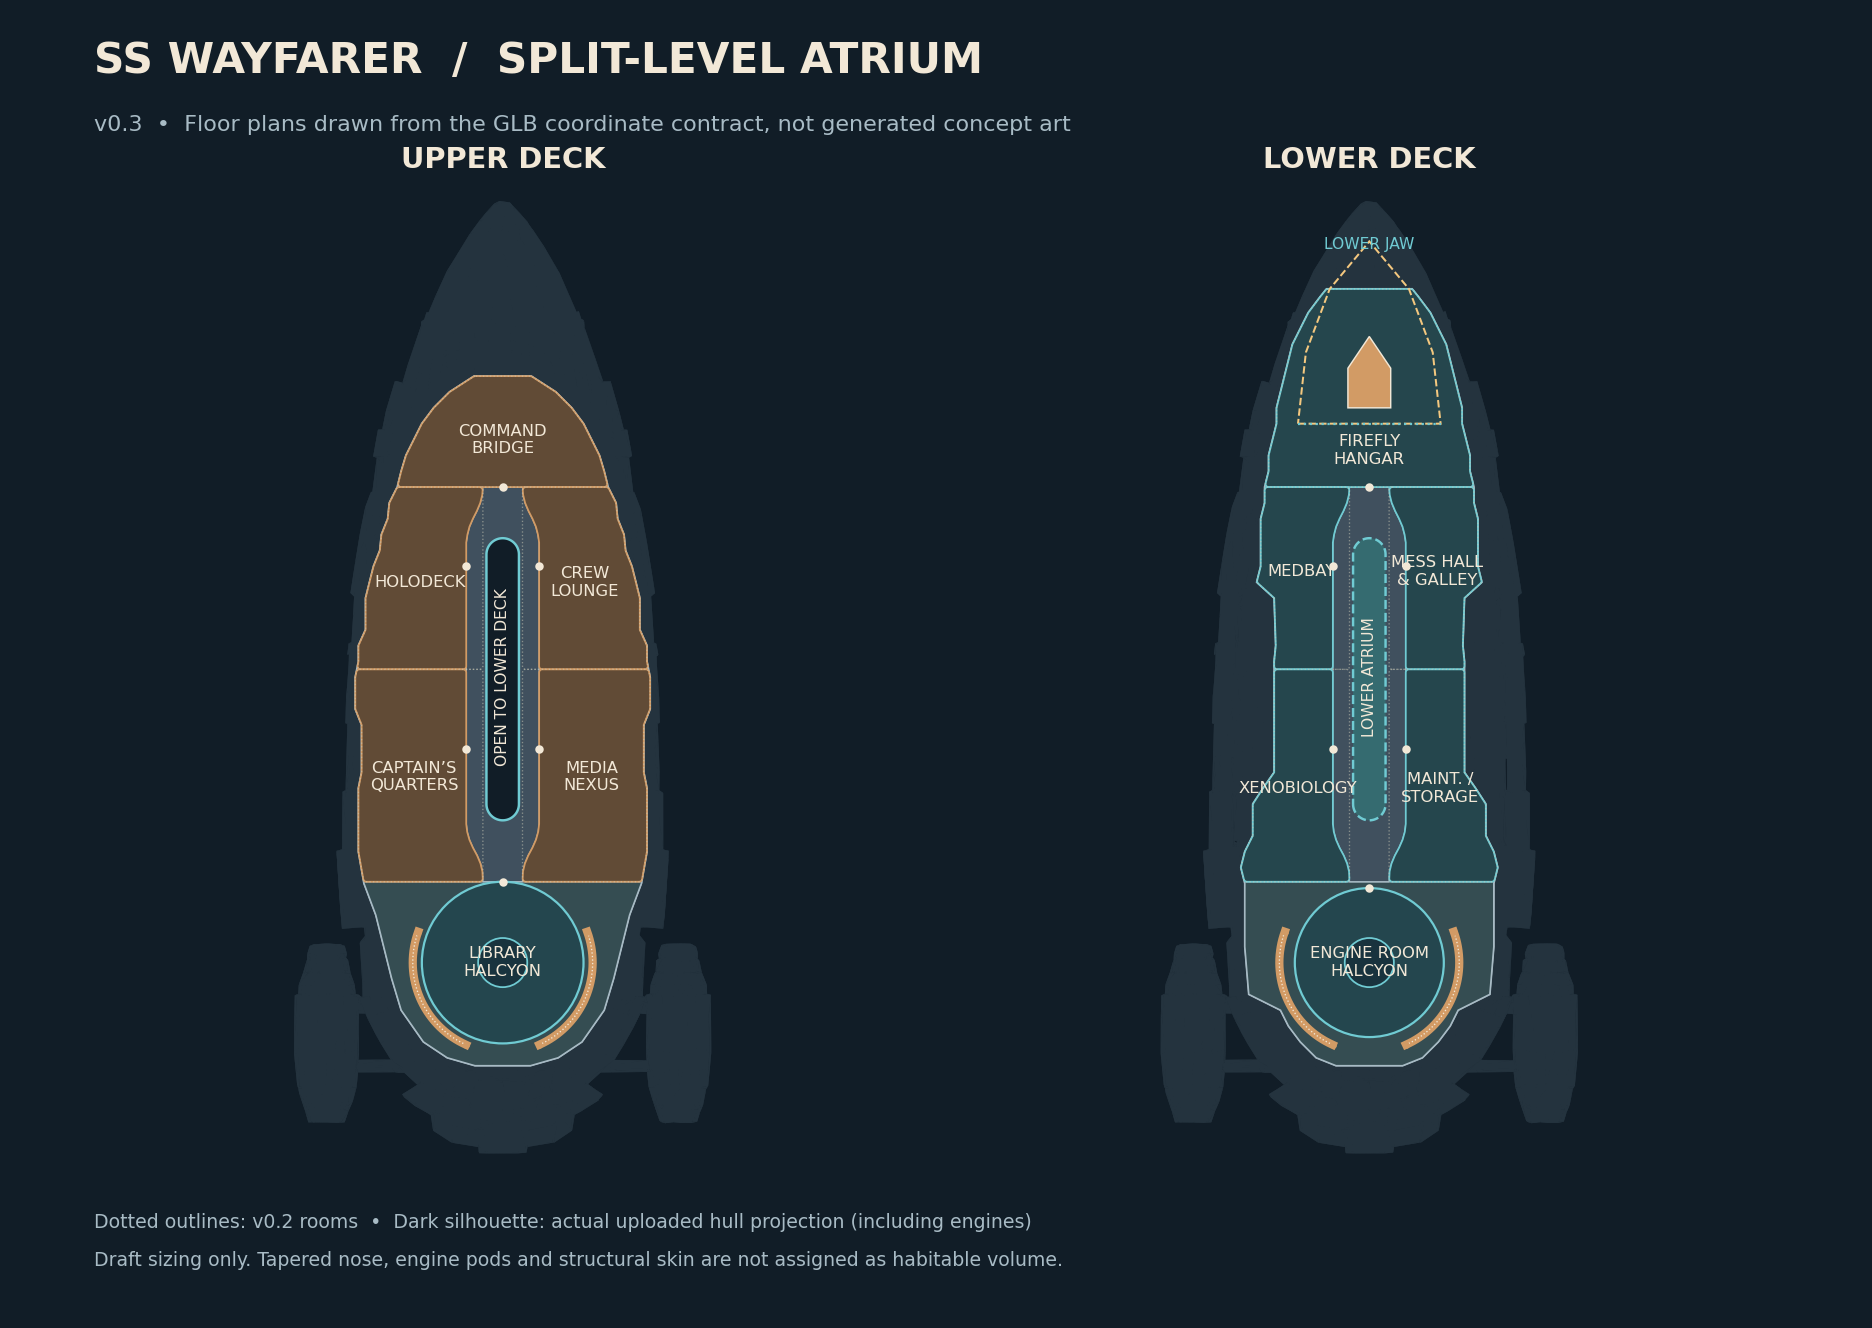 SS WAYFARER / SPLIT-LEVEL ATRIUM
v0.3 • Floor plans drawn from the GLB coordinate contract, not generated concept art
UPPER DECK
COMMAND
BRIDGE
HOLODECK
CREW
LOUNGE
OPEN TO LOWER DECK
CAPTAIN’S
QUARTERS
MEDIA
NEXUS
LIBRARY
HALCYON
LOWER DECK
LOWER JAW
FIREFLY
HANGAR
MEDBAY
MESS HALL
& GALLEY
LOWER ATRIUM
XENOBIOLOGY
MAINT. /
STORAGE
ENGINE ROOM
HALCYON
Dotted outlines: v0.2 rooms • Dark silhouette: actual uploaded hull projection (including engines)
Draft sizing only. Tapered nose, engine pods and structural skin are not assigned as habitable volume.